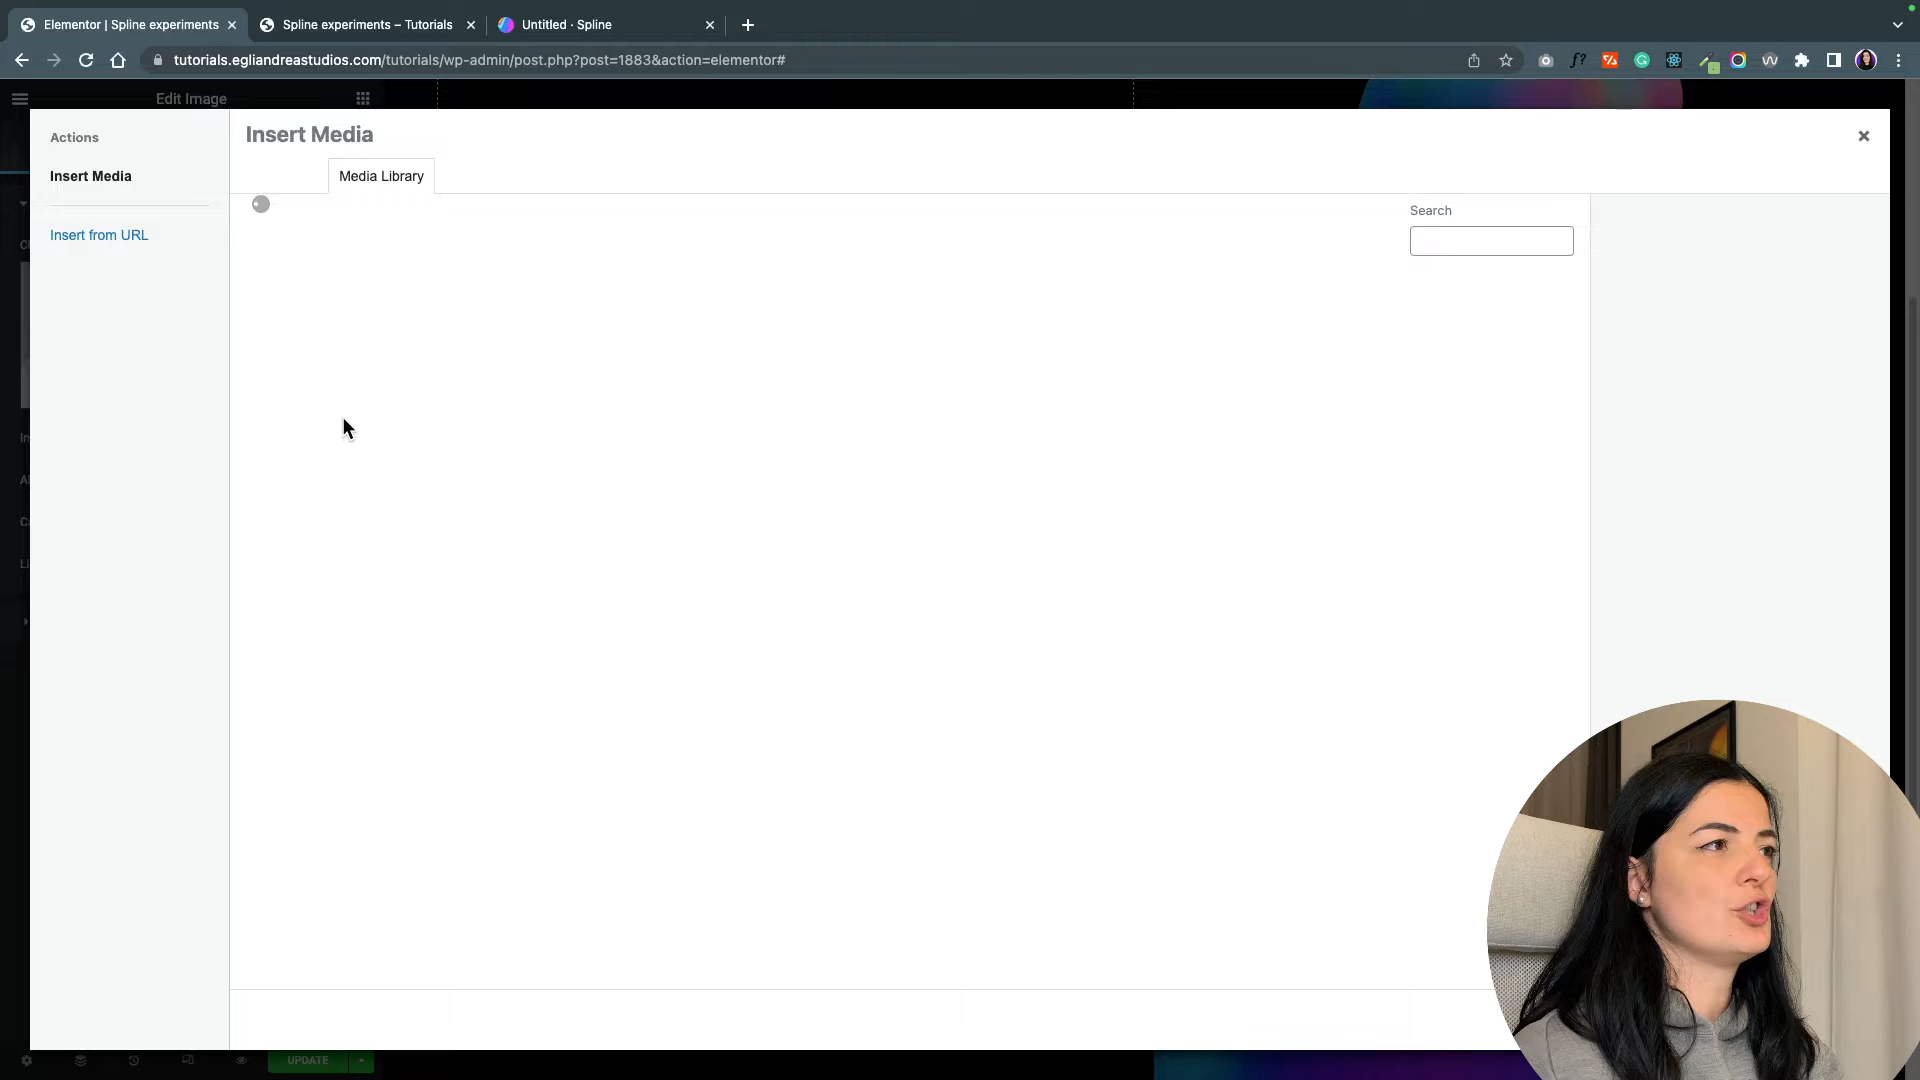 Elementor | Spline experiments
Spline experiments – Tutorials
Untitled · Spline
tutorials.egliandreastudios.com/tutorials/wp-admin/post.php?post=1883&action=elementor#
Edit Image
Actions
Insert Media
Insert from URL
Insert Media
Media Library
Search
UPDATE